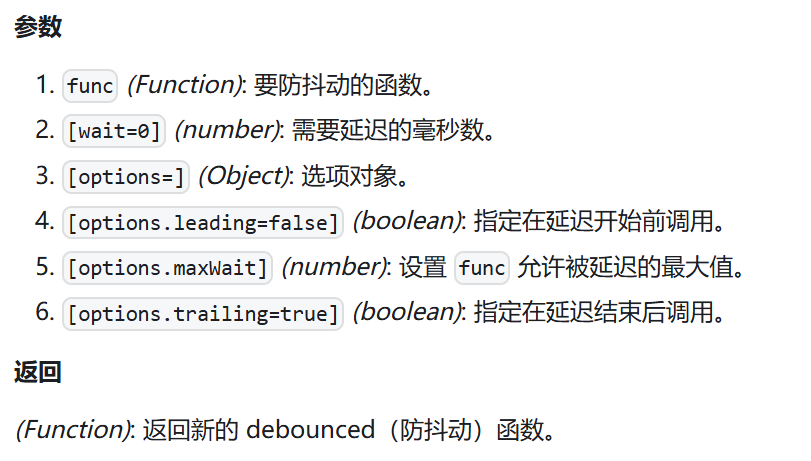 参数
1. func (Function): 要防抖动的函数。
2. [wait=0] (number): 需要延迟的毫秒数。
3. [options=] (Object): 选项对象。
4. [options.leading=false] (boolean): 指定在延迟开始前调用。
5. [options.maxWait] (number): 设置 func 允许被延迟的最大值。
6. [options.trailing=true] (boolean): 指定在延迟结束后调用。
返回
(Function): 返回新的 debounced（防抖动）函数。